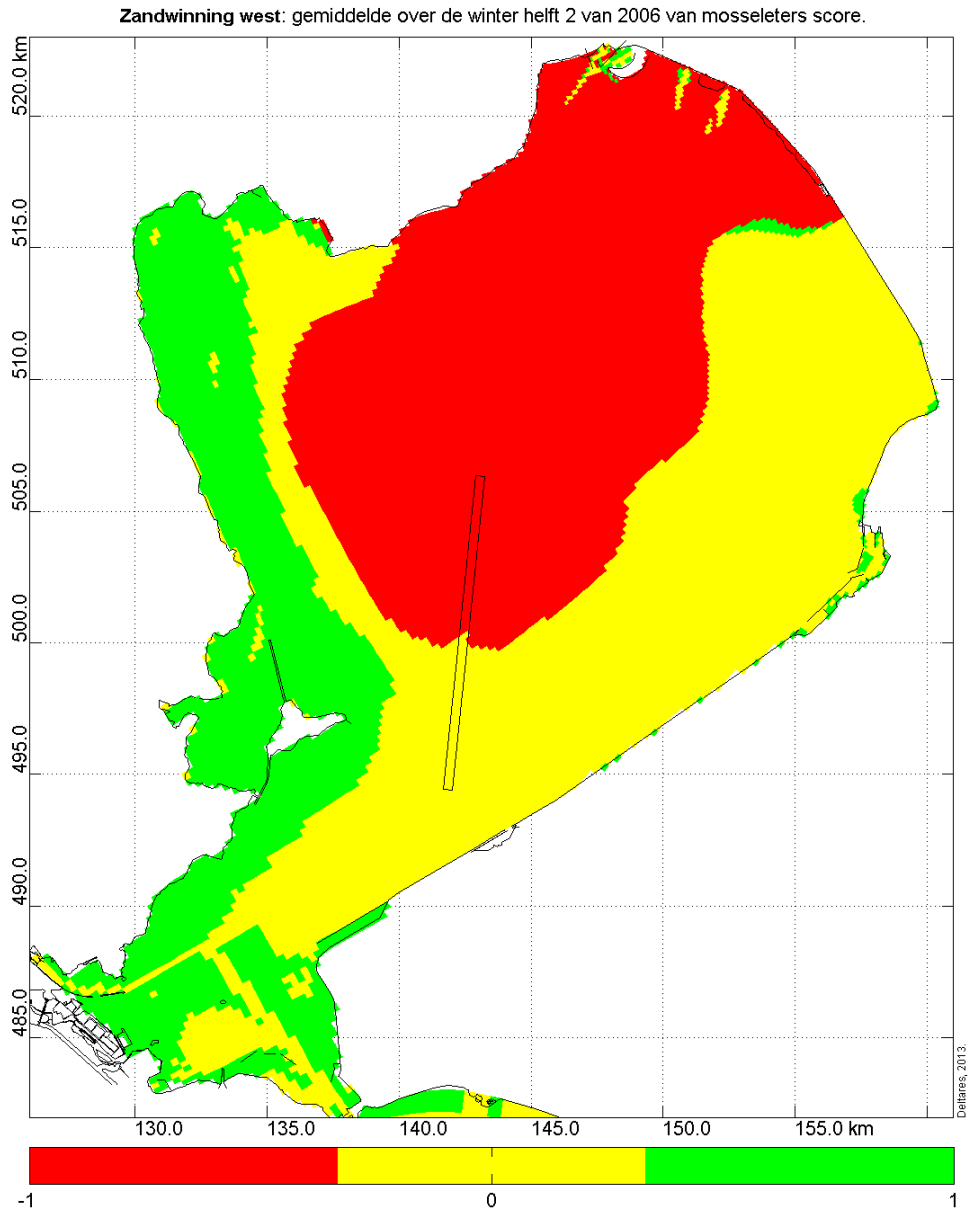 Zandwinning west: gemiddelde over de winter helft 2 van 2006 van mosseleters score.
520.0 km
515.0
510.0
505.0
500.0
495.0
490.0
485.0
130.0 135.0 140.0 145.0 150.0 155.0 km
Deltares, 2013.
-1 0 1